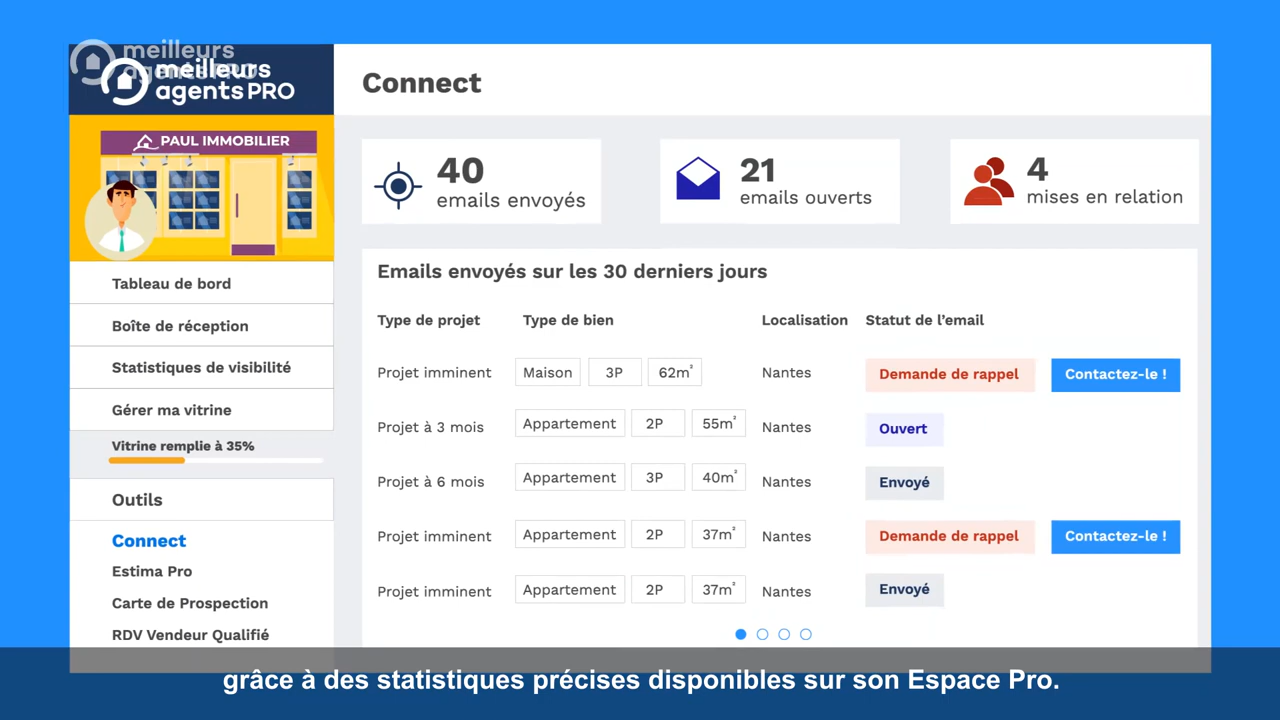 meilleurs
agents PRO
meilleurs
agents PRO
PAUL IMMOBILIER
Tableau de bord
Boîte de réception
Statistiques de visibilité
Gérer ma vitrine
Vitrine remplie à 35%
Outils
Connect
Estima Pro
Carte de Prospection
RDV Vendeur Qualifié
Connect
40 emails envoyés
21 emails ouverts
4 mises en relation
Emails envoyés sur les 30 derniers jours
Type de projet Type de bien Localisation Statut de l’email
Projet imminent Maison 3P 62m² Nantes Demande de rappel Contactez-le !
Projet à 3 mois Appartement 2P 55m² Nantes Ouvert
Projet à 6 mois Appartement 3P 40m² Nantes Envoyé
Projet imminent Appartement 2P 37m² Nantes Demande de rappel Contactez-le !
Projet imminent Appartement 2P 37m² Nantes Envoyé
grâce à des statistiques précises disponibles sur son Espace Pro.